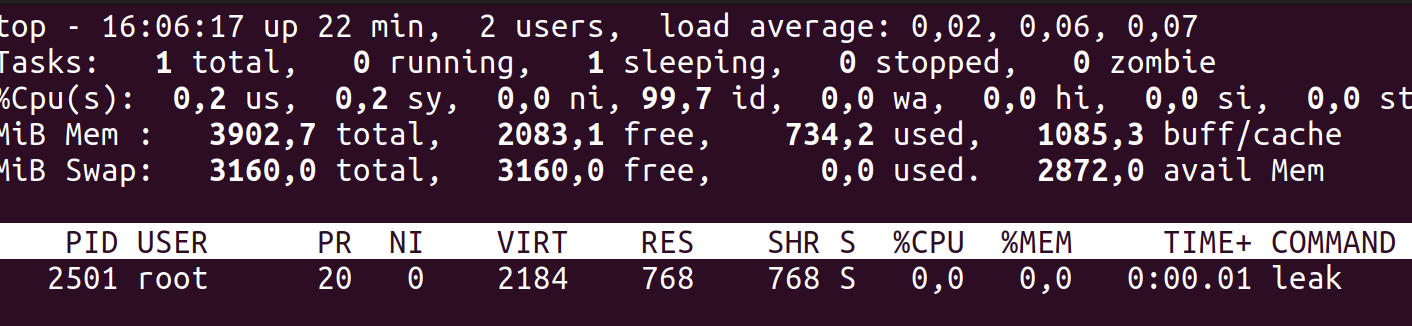 top - 16:06:17 up 22 min,  2 users,  load average: 0,02, 0,06, 0,07
Tasks:   1 total,   0 running,   1 sleeping,   0 stopped,   0 zombie
%Cpu(s):  0,2 us,  0,2 sy,  0,0 ni, 99,7 id,  0,0 wa,  0,0 hi,  0,0 si,  0,0 st
MiB Mem :   3902,7 total,   2083,1 free,    734,2 used,   1085,3 buff/cache
MiB Swap:   3160,0 total,   3160,0 free,      0,0 used.   2872,0 avail Mem
PID USER      PR  NI    VIRT    RES    SHR S  %CPU  %MEM     TIME+ COMMAND
2501 root      20   0    2184    768    768 S   0,0   0,0   0:00.01 leak